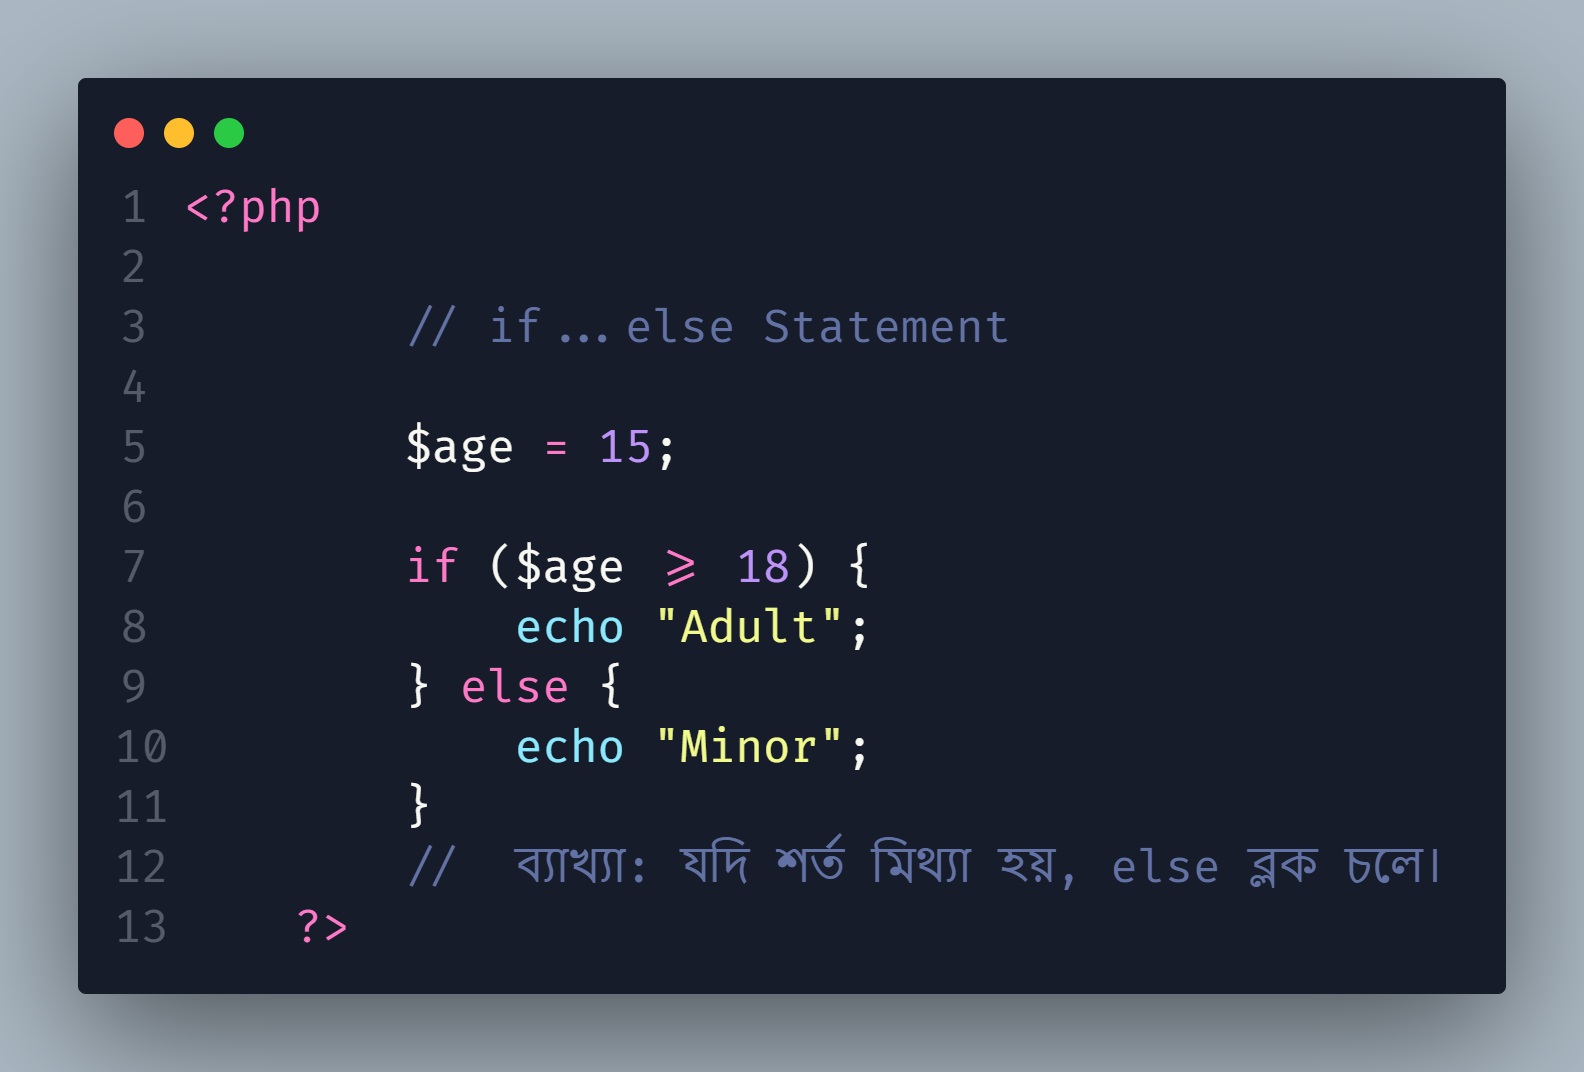 1 <?php
2
3 // if...else Statement
4
5 $age = 15;
6
7 if ($age >= 18) {
8 echo "Adult";
9 } else {
10 echo "Minor";
11 }
12 // ব্যাখ্যা: যদি শর্ত মিথ্যা হয়, else ব্লক চলে।
13 ?>